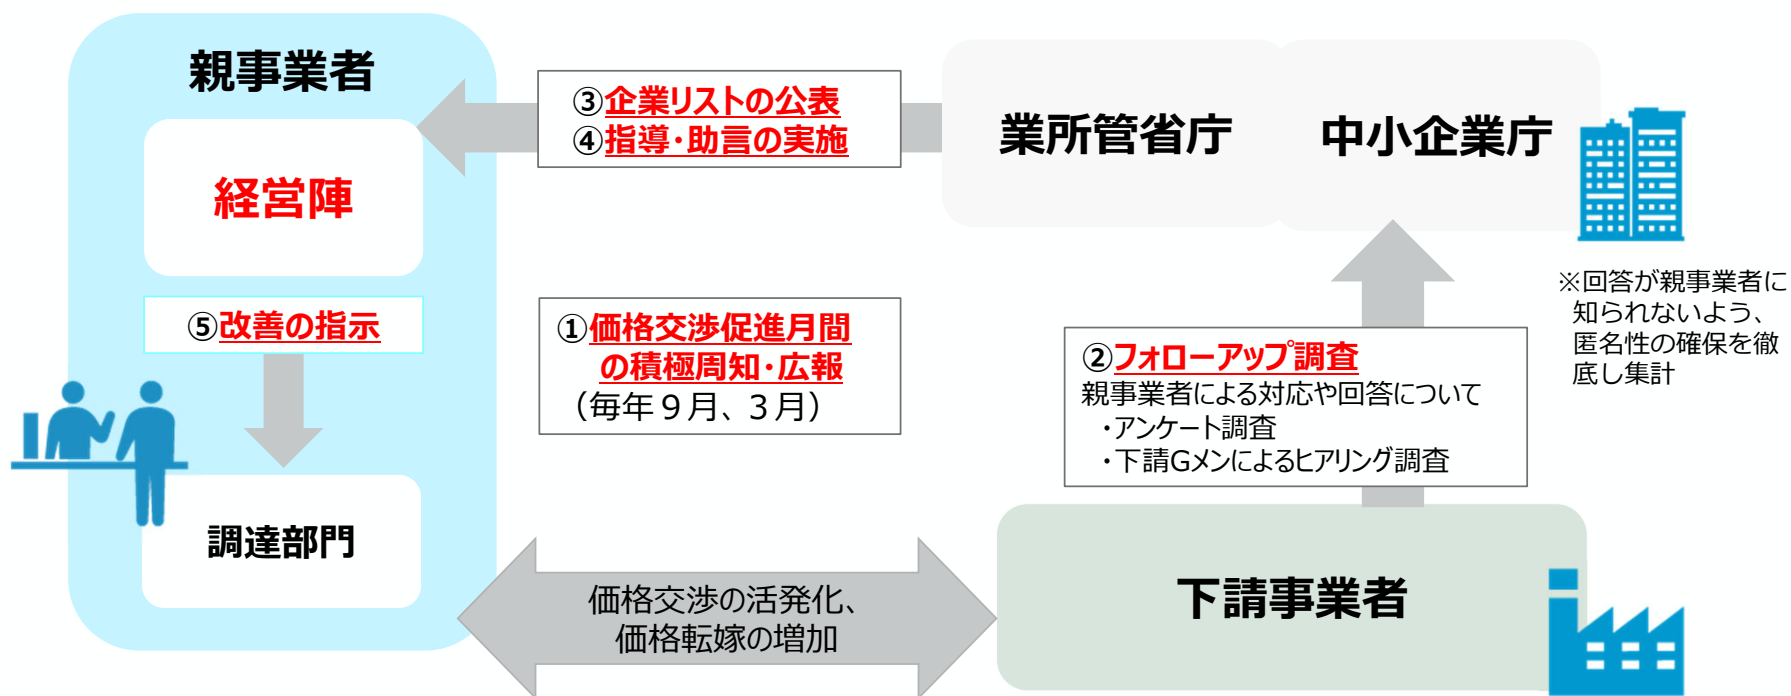 親事業者
経営陣
⑤改善の指示
調達部門
③企業リストの公表
④指導・助言の実施
①価格交渉促進月間
の積極周知・広報
（毎年９月、３月）
価格交渉の活発化、
価格転嫁の増加
業所管省庁
中小企業庁
※回答が親事業者に
知られないよう、
匿名性の確保を徹
底し集計
②フォローアップ調査
親事業者による対応や回答について
・アンケート調査
・下請Gメンによるヒアリング調査
下請事業者